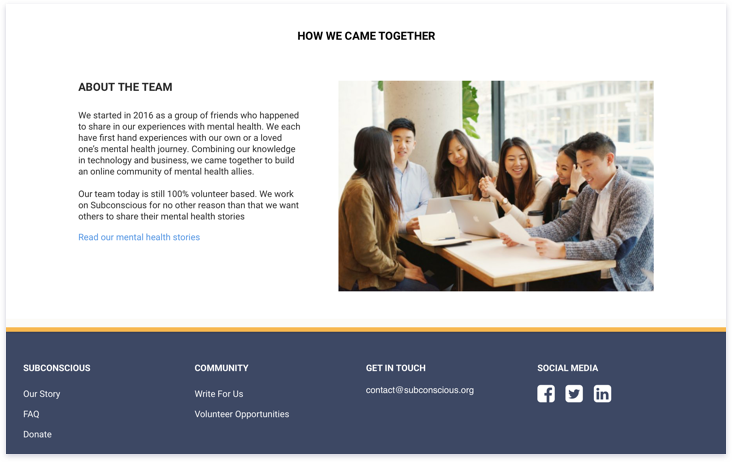 HOW WE CAME TOGETHER
ABOUT THE TEAM
We started in 2016 as a group of friends who happened
to share in our experiences with mental health. We each
have first hand experiences with our own or a loved
one's mental health journey. Combining our knowledge
in technology and business, we came together to build
an online community of mental health allies.
Our team today is still 100% volunteer based. We work
on Subconscious for no other reason than that we want
others to share their mental health stories
Read our mental health stories
SUBCONSCIOUS
Our Story
FAQ
Donate
COMMUNITY
Write For Us
Volunteer Opportunities
GET IN TOUCH
contact@subconscious.org
SOCIAL MEDIA